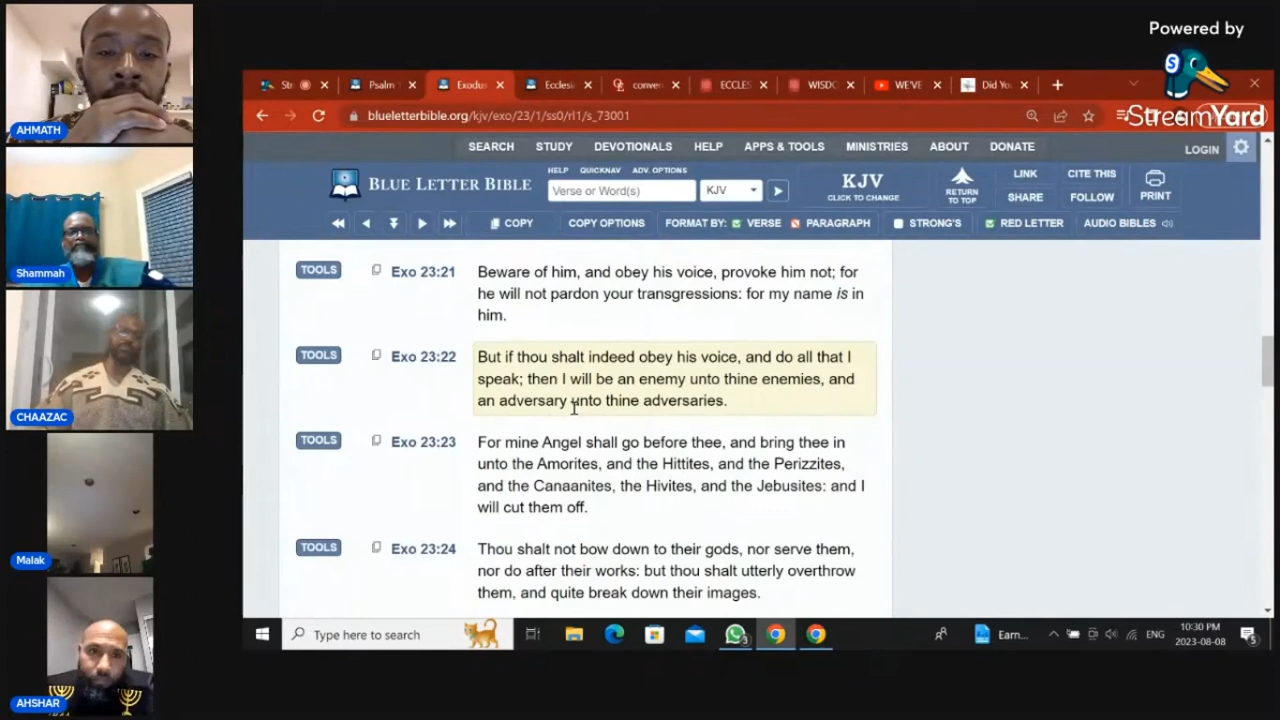 AHMATH
Shammah
CHAAZAC
Malak
AHSHAR
Powered by
S
StreamYard
Str
Psalm
Exodus
Ecclesi
conver
ECCLES
WISDO
WE'VE
Did Yo
blueletterbible.org/kjv/exo/23/1/ss0/rl1/s_73001
SEARCH STUDY DEVOTIONALS HELP APPS & TOOLS MINISTRIES ABOUT DONATE LOGIN
BLUE LETTER BIBLE
HELP QUICKNAV ADV. OPTIONS
Verse or Word(s)
KJV
KJV
CLICK TO CHANGE
RETURN
TO TOP
LINK
CITE THIS
SHARE
FOLLOW
PRINT
COPY COPY OPTIONS FORMAT BY: VERSE PARAGRAPH STRONG'S RED LETTER AUDIO BIBLES
TOOLS Exo 23:21 Beware of him, and obey his voice, provoke him not; for
he will not pardon your transgressions: for my name is in
him.
TOOLS Exo 23:22 But if thou shalt indeed obey his voice, and do all that I
speak; then I will be an enemy unto thine enemies, and
an adversary unto thine adversaries.
TOOLS Exo 23:23 For mine Angel shall go before thee, and bring thee in
unto the Amorites, and the Hittites, and the Perizzites,
and the Canaanites, the Hivites, and the Jebusites: and I
will cut them off.
TOOLS Exo 23:24 Thou shalt not bow down to their gods, nor serve them,
nor do after their works: but thou shalt utterly overthrow
them, and quite break down their images.
Type here to search
3
Earn...
ENG
10:30 PM
2023-08-08
5